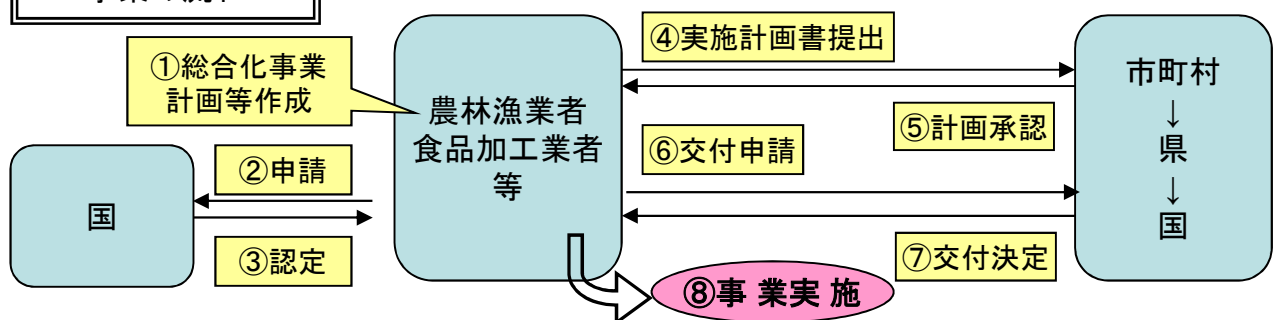 ①総合化事業
計画等作成
国
②申請
③認定
農林漁業者
食品加工業者
等
④実施計画書提出
⑤計画承認
⑥交付申請
⑦交付決定
市町村
↓
県
↓
国
⑧事 業実 施